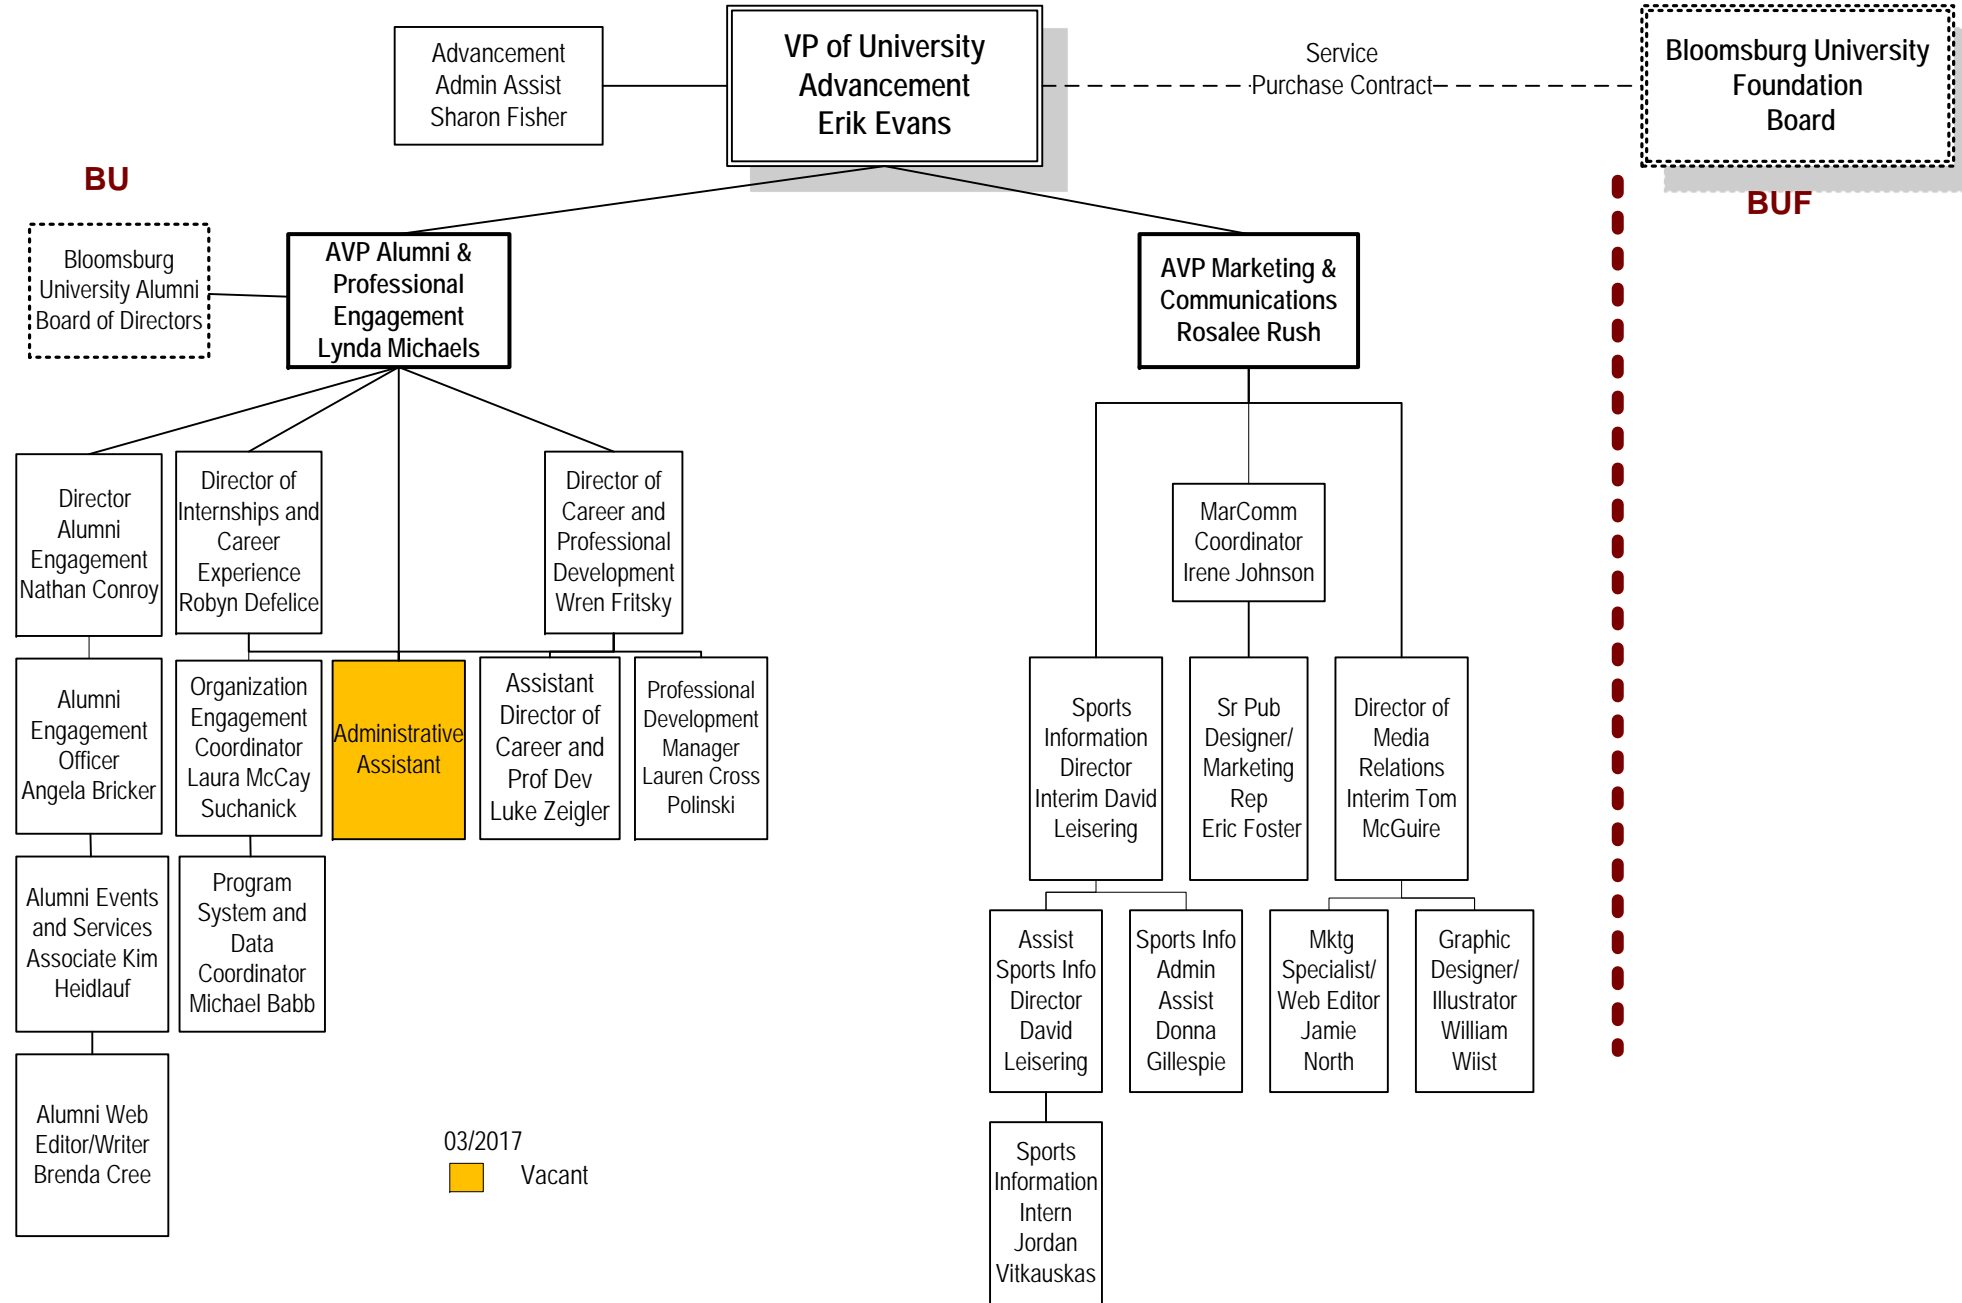 Advancement
Admin Assist
Sharon Fisher
VP of University
Advancement
Erik Evans
Service
Purchase Contract
Bloomsburg University
Foundation
Board
BU
BUF
Bloomsburg
University Alumni
Board of Directors
AVP Alumni &
Professional
Engagement
Lynda Michaels
AVP Marketing &
Communications
Rosalee Rush
Director
Alumni
Engagement
Nathan Conroy
Director of
Internships and
Career
Experience
Robyn Defelice
Director of
Career and
Professional
Development
Wren Fritsky
MarComm
Coordinator
Irene Johnson
Alumni
Engagement
Officer
Angela Bricker
Organization
Engagement
Coordinator
Laura McCay
Suchanick
Administrative
Assistant
Assistant
Director of
Career and
Prof Dev
Luke Zeigler
Professional
Development
Manager
Lauren Cross
Polinski
Sports
Information
Director
Interim David
Leisering
Sr Pub
Designer/
Marketing
Rep
Eric Foster
Director of
Media
Relations
Interim Tom
McGuire
Alumni Events
and Services
Associate Kim
Heidlauf
Program
System and
Data
Coordinator
Michael Babb
Assist
Sports Info
Director
David
Leisering
Sports Info
Admin
Assist
Donna
Gillespie
Mktg
Specialist/
Web Editor
Jamie
North
Graphic
Designer/
Illustrator
William
Wiist
Alumni Web
Editor/Writer
Brenda Cree
03/2017
Vacant
Sports
Information
Intern
Jordan
Vitkauskas